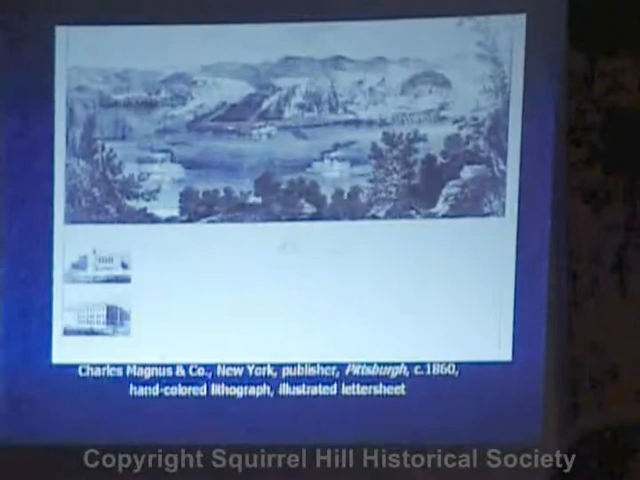 Charles Magnus & Co., New York, publisher, Pittsburgh, c.1860,
hand-colored lithograph, illustrated lettersheet
Copyright Squirrel Hill Historical Society